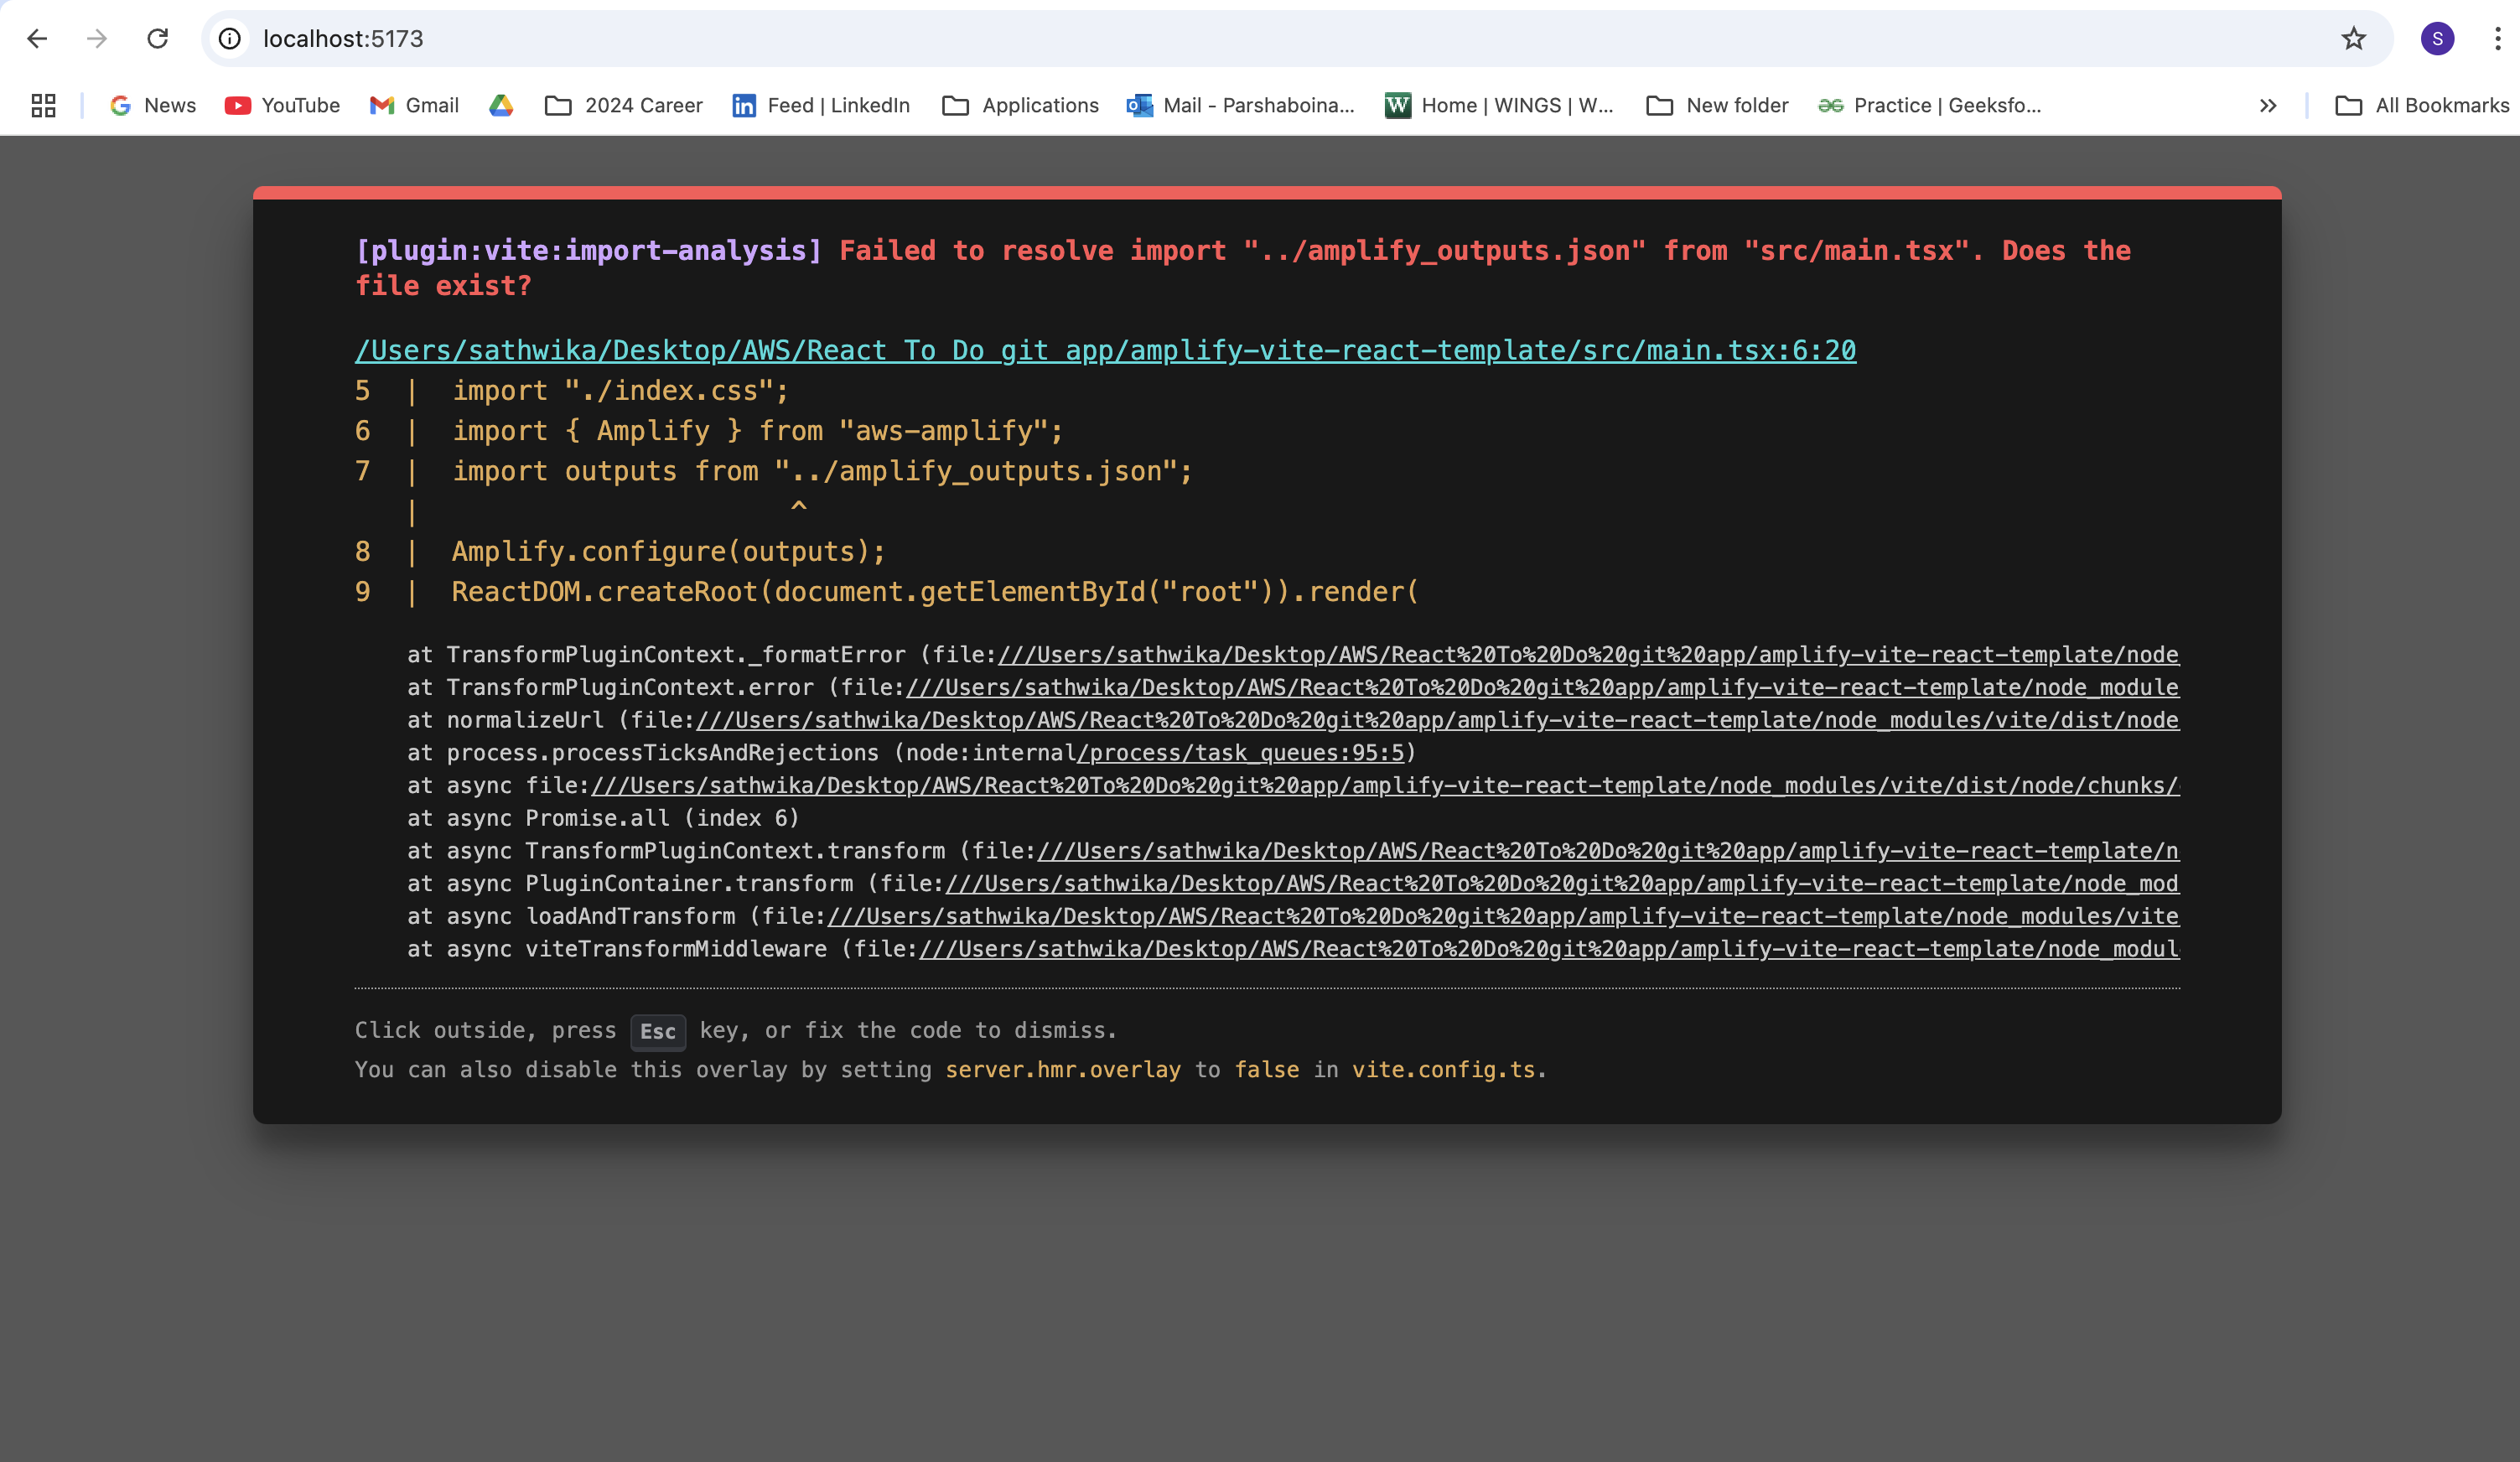 localhost:5173
S
News YouTube Gmail 2024 Career Feed | LinkedIn Applications Mail - Parshaboina... Home | WINGS | W... New folder Practice | Geeksfo... » All Bookmarks
[plugin:vite:import-analysis] Failed to resolve import "../amplify_outputs.json" from "src/main.tsx". Does the
file exist?
/Users/sathwika/Desktop/AWS/React To Do git app/amplify-vite-react-template/src/main.tsx:6:20
5  |  import "./index.css";
6  |  import { Amplify } from "aws-amplify";
7  |  import outputs from "../amplify_outputs.json";
   |                       ^
8  |  Amplify.configure(outputs);
9  |  ReactDOM.createRoot(document.getElementById("root")).render(
at TransformPluginContext._formatError (file:///Users/sathwika/Desktop/AWS/React%20To%20Do%20git%20app/amplify-vite-react-template/node_
at TransformPluginContext.error (file:///Users/sathwika/Desktop/AWS/React%20To%20Do%20git%20app/amplify-vite-react-template/node_module
at normalizeUrl (file:///Users/sathwika/Desktop/AWS/React%20To%20Do%20git%20app/amplify-vite-react-template/node_modules/vite/dist/node
at process.processTicksAndRejections (node:internal/process/task_queues:95:5)
at async file:///Users/sathwika/Desktop/AWS/React%20To%20Do%20git%20app/amplify-vite-react-template/node_modules/vite/dist/node/chunks/
at async Promise.all (index 6)
at async TransformPluginContext.transform (file:///Users/sathwika/Desktop/AWS/React%20To%20Do%20git%20app/amplify-vite-react-template/n
at async PluginContainer.transform (file:///Users/sathwika/Desktop/AWS/React%20To%20Do%20git%20app/amplify-vite-react-template/node_mod
at async loadAndTransform (file:///Users/sathwika/Desktop/AWS/React%20To%20Do%20git%20app/amplify-vite-react-template/node_modules/vite
at async viteTransformMiddleware (file:///Users/sathwika/Desktop/AWS/React%20To%20Do%20git%20app/amplify-vite-react-template/node_modul
Click outside, press Esc key, or fix the code to dismiss.
You can also disable this overlay by setting server.hmr.overlay to false in vite.config.ts.